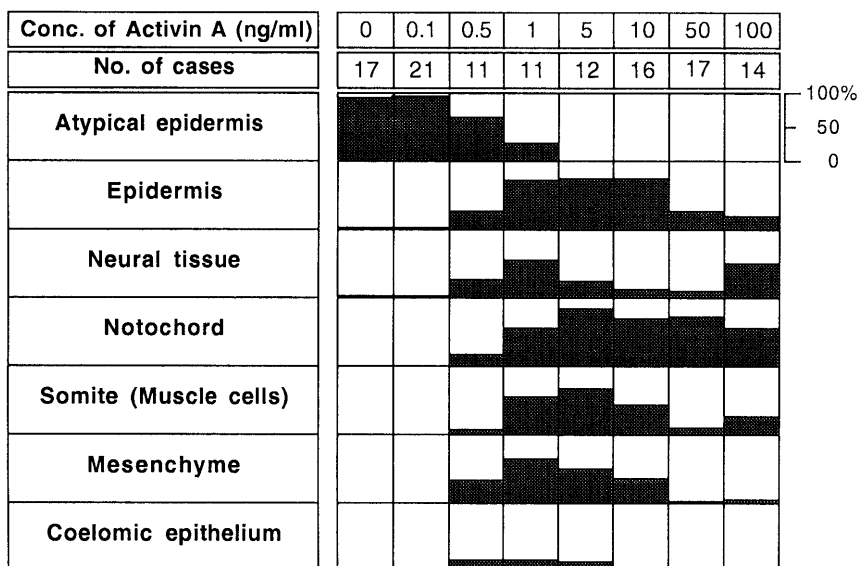 Conc. of Activin A (ng/ml) 0 0.1 0.5 1 5 10 50 100
No. of cases 17 21 11 11 12 16 17 14
100%
Atypical epidermis 50
0
Epidermis
Neural tissue
Notochord
Somite (Muscle cells)
Mesenchyme
Coelomic epithelium